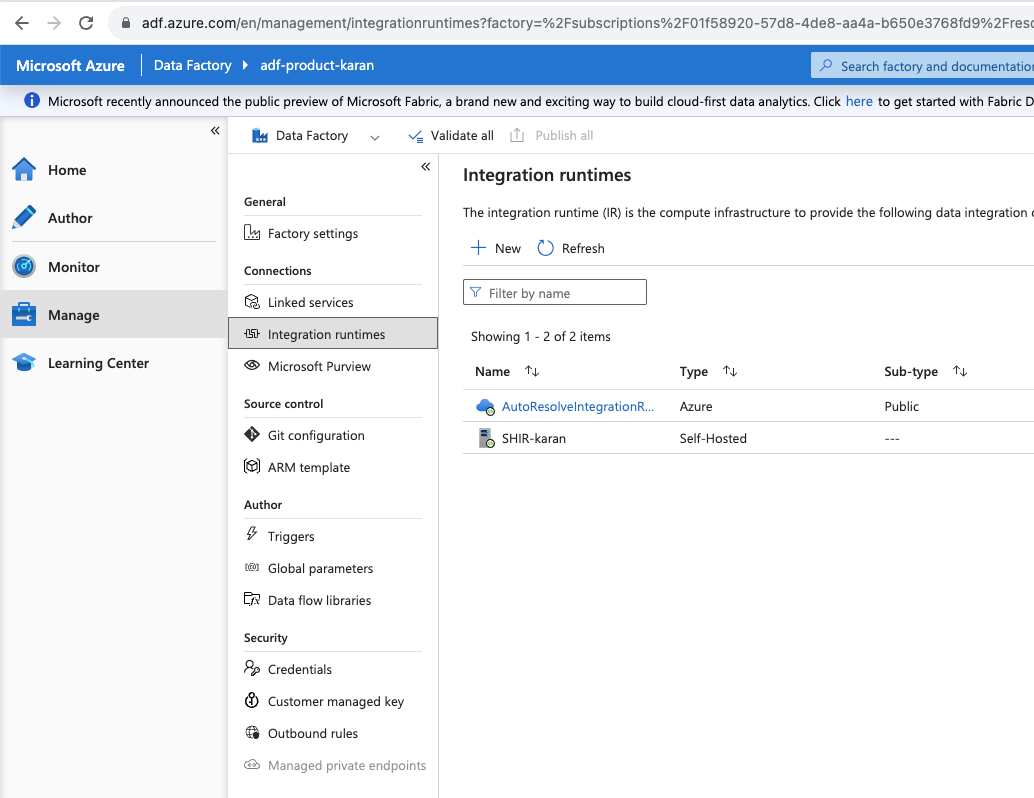 adf.azure.com/en/management/integrationruntimes?factory=%2Fsubscriptions%2F01f58920-57d8-4de8-aa4a-b650e3768fd9%2Freso
Microsoft Azure Data Factory adf-product-karan Search factory and documentation
Microsoft recently announced the public preview of Microsoft Fabric, a brand new and exciting way to build cloud-first data analytics. Click here to get started with Fabric D
Home
Author
Monitor
Manage
Learning Center
Data Factory Validate all Publish all
General
Factory settings
Connections
Linked services
Integration runtimes
Microsoft Purview
Source control
Git configuration
ARM template
Author
Triggers
Global parameters
Data flow libraries
Security
Credentials
Customer managed key
Outbound rules
Managed private endpoints
Integration runtimes
The integration runtime (IR) is the compute infrastructure to provide the following data integration
New Refresh
Filter by name
Showing 1 - 2 of 2 items
Name Type Sub-type
AutoResolveIntegrationR... Azure Public
SHIR-karan Self-Hosted ---